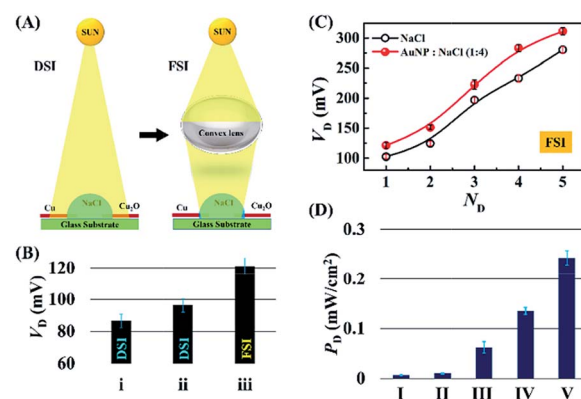 (A)
SUN
SUN
DSI
FSI
Convex lens
Cu
NaCl
Cu₂O
Cu
NaCl
Cu₂O
Glass Substrate
Glass Substrate
(B)
V_D (mV)
120
100
80
60
DSI
DSI
FSI
i
ii
iii
(C)
NaCl
AuNP : NaCl (1:4)
V_D (mV)
300
250
200
150
100
FSI
1
2
3
4
5
N_D
(D)
P_D (mW/cm²)
0.3
0.2
0.1
0
I
II
III
IV
V